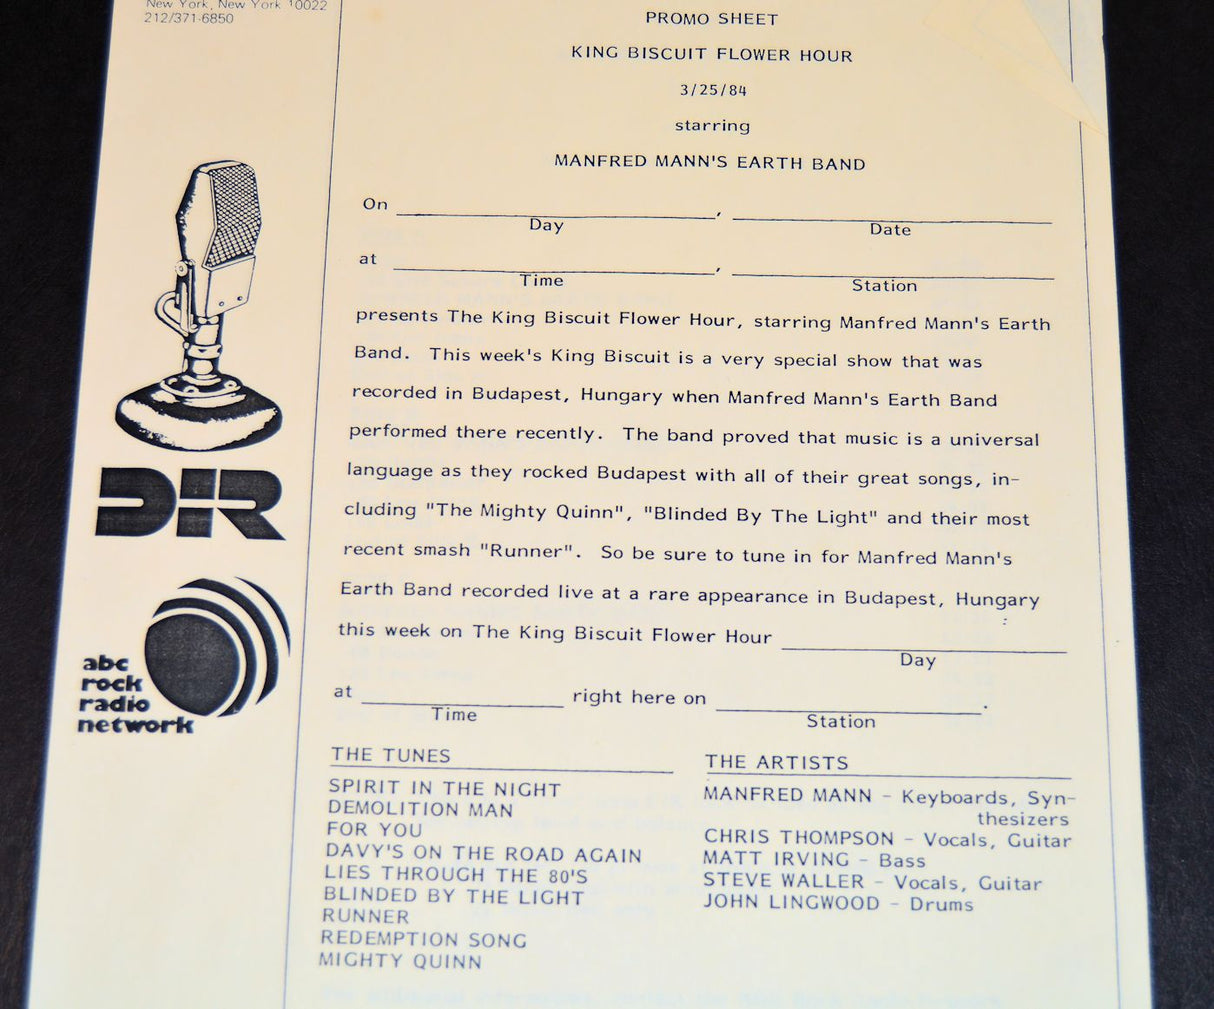 New York, New York 10022
212/371-6850
PROMO SHEET
KING BISCUIT FLOWER HOUR
3/25/84
starring
MANFRED MANN'S EARTH BAND
On ____, ____
Day Date
at ____, ____
Time Station
presents The King Biscuit Flower Hour, starring Manfred Mann's Earth
Band. This week's King Biscuit is a very special show that was
recorded in Budapest, Hungary when Manfred Mann's Earth Band
performed there recently. The band proved that music is a universal
language as they rocked Budapest with all of their great songs, in-
cluding "The Mighty Quinn", "Blinded By The Light" and their most
recent smash "Runner". So be sure to tune in for Manfred Mann's
Earth Band recorded live at a rare appearance in Budapest, Hungary
this week on The King Biscuit Flower Hour ____
Day
at ____ right here on ____.
Time Station
DIR
abc
rock
radio
network
THE TUNES
SPIRIT IN THE NIGHT
DEMOLITION MAN
FOR YOU
DAVY'S ON THE ROAD AGAIN
LIES THROUGH THE 80'S
BLINDED BY THE LIGHT
RUNNER
REDEMPTION SONG
MIGHTY QUINN
THE ARTISTS
MANFRED MANN - Keyboards, Syn-
thesizers
CHRIS THOMPSON - Vocals, Guitar
MATT IRVING - Bass
STEVE WALLER - Vocals, Guitar
JOHN LINGWOOD - Drums